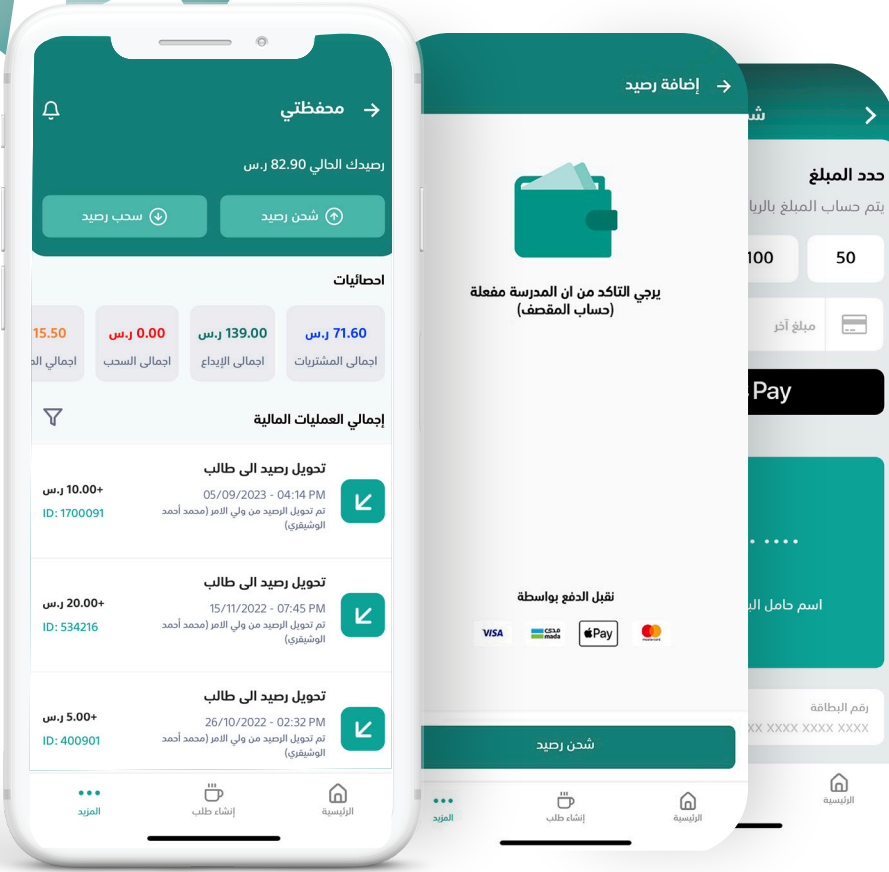 محفظتي
رصيدك الحالي 82.90 ر.س
شحن رصيد
سحب رصيد
احصائيات
71.60 ر.س
اجمالي المشتريات
139.00 ر.س
اجمالي الإيداع
0.00 ر.س
اجمالي السحب
15.50
اجمالي
إجمالي العمليات المالية
تحويل رصيد الى طالب
05/09/2023 - 04:14 PM
تم تحويل الرصيد من ولي الامر (محمد أحمد
الوشيقري)
+10.00 ر.س
ID: 1700091
تحويل رصيد الى طالب
15/11/2022 - 07:45 PM
تم تحويل الرصيد من ولي الامر (محمد أحمد
الوشيقري)
+20.00 ر.س
ID: 534216
تحويل رصيد الى طالب
26/10/2022 - 02:32 PM
تم تحويل الرصيد من ولي الامر (محمد أحمد
الوشيقري)
+5.00 ر.س
ID: 400901
الرئيسية
إنشاء طلب
المزيد
إضافة رصيد
يرجي التاكد من ان المدرسة مفعلة
(حساب المقصف)
نقبل الدفع بواسطة
VISA
مدى
mada
Pay
mastercard
شحن رصيد
الرئيسية
إنشاء طلب
المزيد
حدد المبلغ
يتم حساب المبلغ
50
100
مبلغ آخر
Pay
اسم حامل
رقم البطاقة
XX XXXX XXXX XXXX
الرئيسية